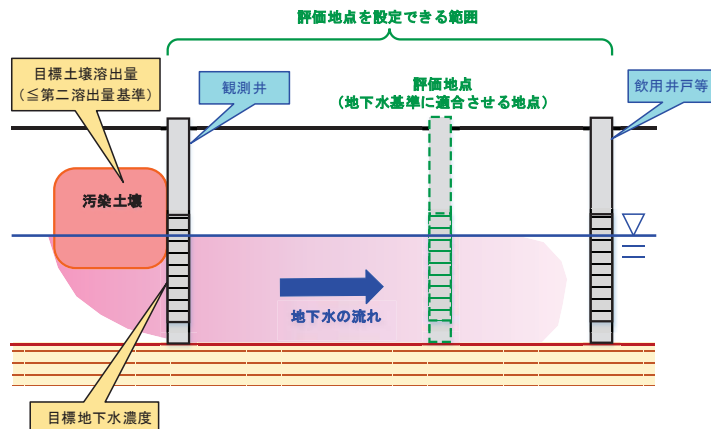 評価地点を設定できる範囲
目標土壌溶出量
（≦第二溶出量基準）
観測井
評価地点
（地下水基準に適合させる地点）
飲用井戸等
汚染土壌
地下水の流れ
目標地下水濃度